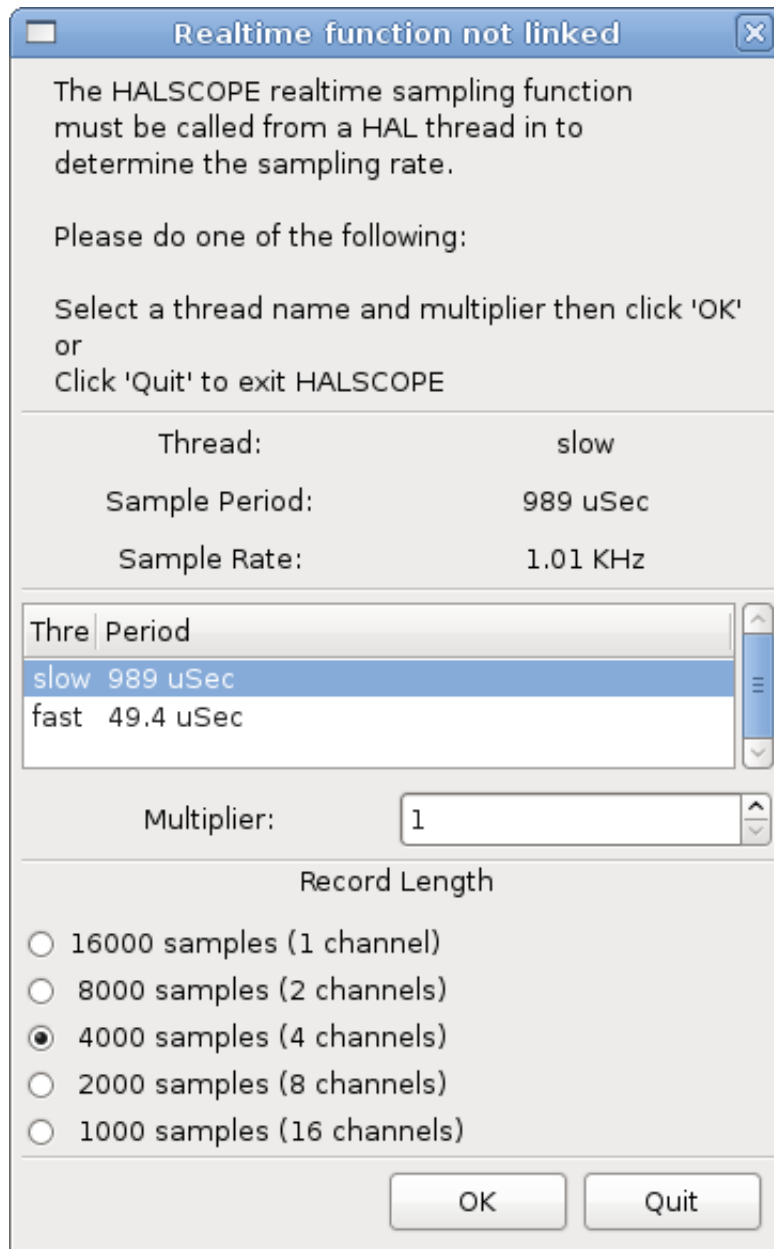 Realtime function not linked
The HALSCOPE realtime sampling function
must be called from a HAL thread in to
determine the sampling rate.
Please do one of the following:
Select a thread name and multiplier then click 'OK'
or
Click 'Quit' to exit HALSCOPE
Thread: slow
Sample Period: 989 uSec
Sample Rate: 1.01 KHz
Thre Period
slow 989 uSec
fast 49.4 uSec
Multiplier: 1
Record Length
16000 samples (1 channel)
8000 samples (2 channels)
4000 samples (4 channels)
2000 samples (8 channels)
1000 samples (16 channels)
OK Quit